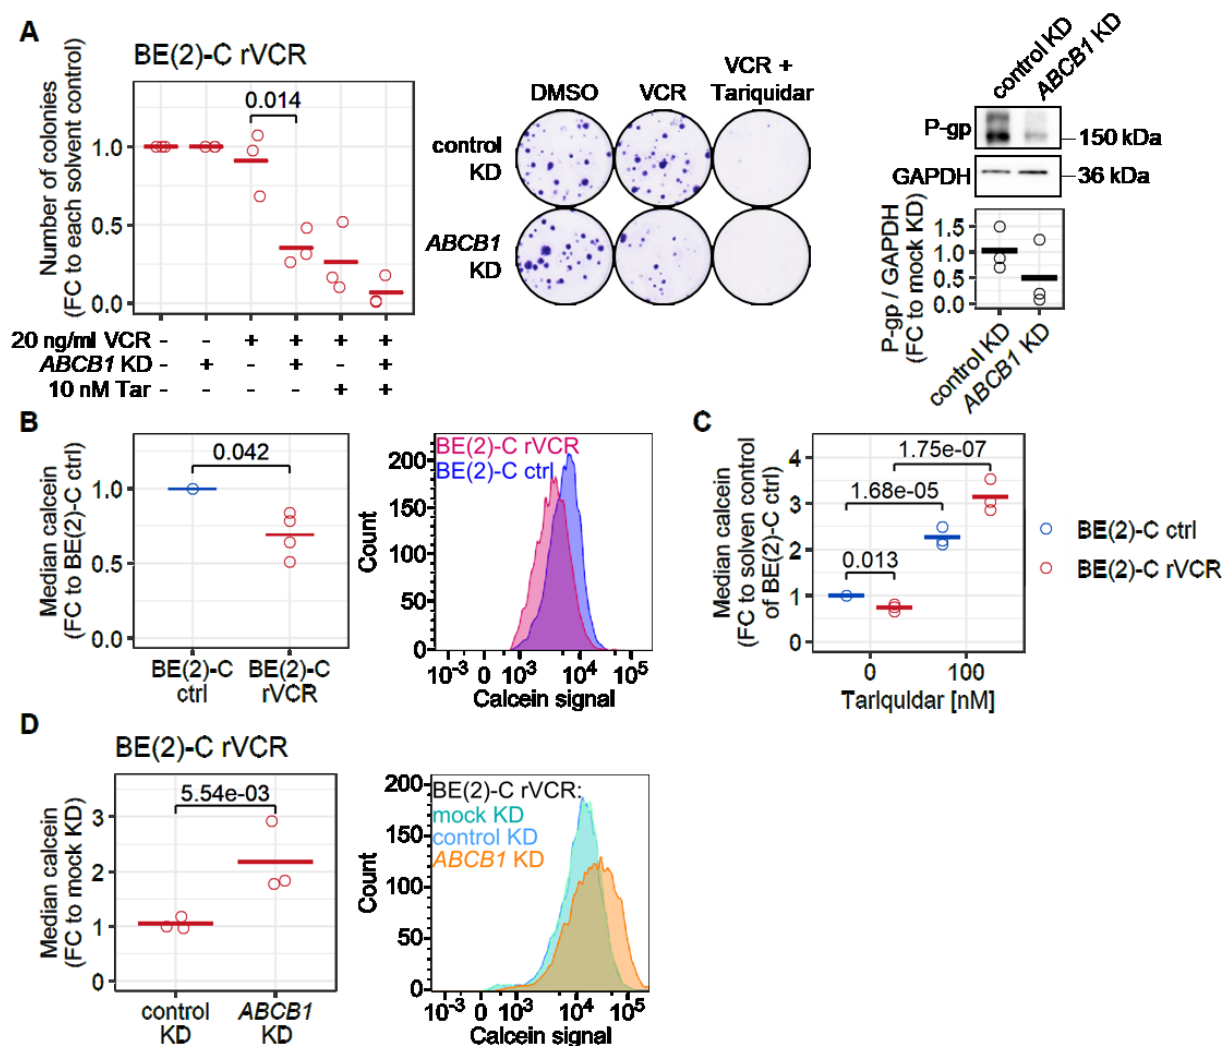 A
BE(2)-C rVCR
Number of colonies
(FC to each solvent control)
0.014
1.0
0.5
0.0
20 ng/ml VCR - - + + + +
ABCB1 KD - + - + - +
10 nM Tar - - - - + +
DMSO
VCR
VCR +
Tariquidar
control
KD
ABCB1
KD
control KD
ABCB1 KD
P-gp
150 kDa
GAPDH
36 kDa
P-gp / GAPDH
(FC to mock KD)
1.5
1.0
0.5
0.0
control KD
ABCB1 KD
B
Median calcein
(FC to BE(2)-C ctrl)
0.042
1.0
0.5
0.0
BE(2)-C
ctrl
BE(2)-C
rVCR
BE(2)-C rVCR
BE(2)-C ctrl
Count
200
150
100
50
0
10-3 0 103 104 105
Calcein signal
C
Median calcein
(FC to solven control
of BE(2)-C ctrl)
1.75e-07
1.68e-05
0.013
4
3
2
1
0
0 100
Tariquidar [nM]
BE(2)-C ctrl
BE(2)-C rVCR
D
BE(2)-C rVCR
Median calcein
(FC to mock KD)
5.54e-03
3
2
1
0
control
KD
ABCB1
KD
BE(2)-C rVCR:
mock KD
control KD
ABCB1 KD
Count
200
150
100
50
0
10-3 0 103 104 105
Calcein signal